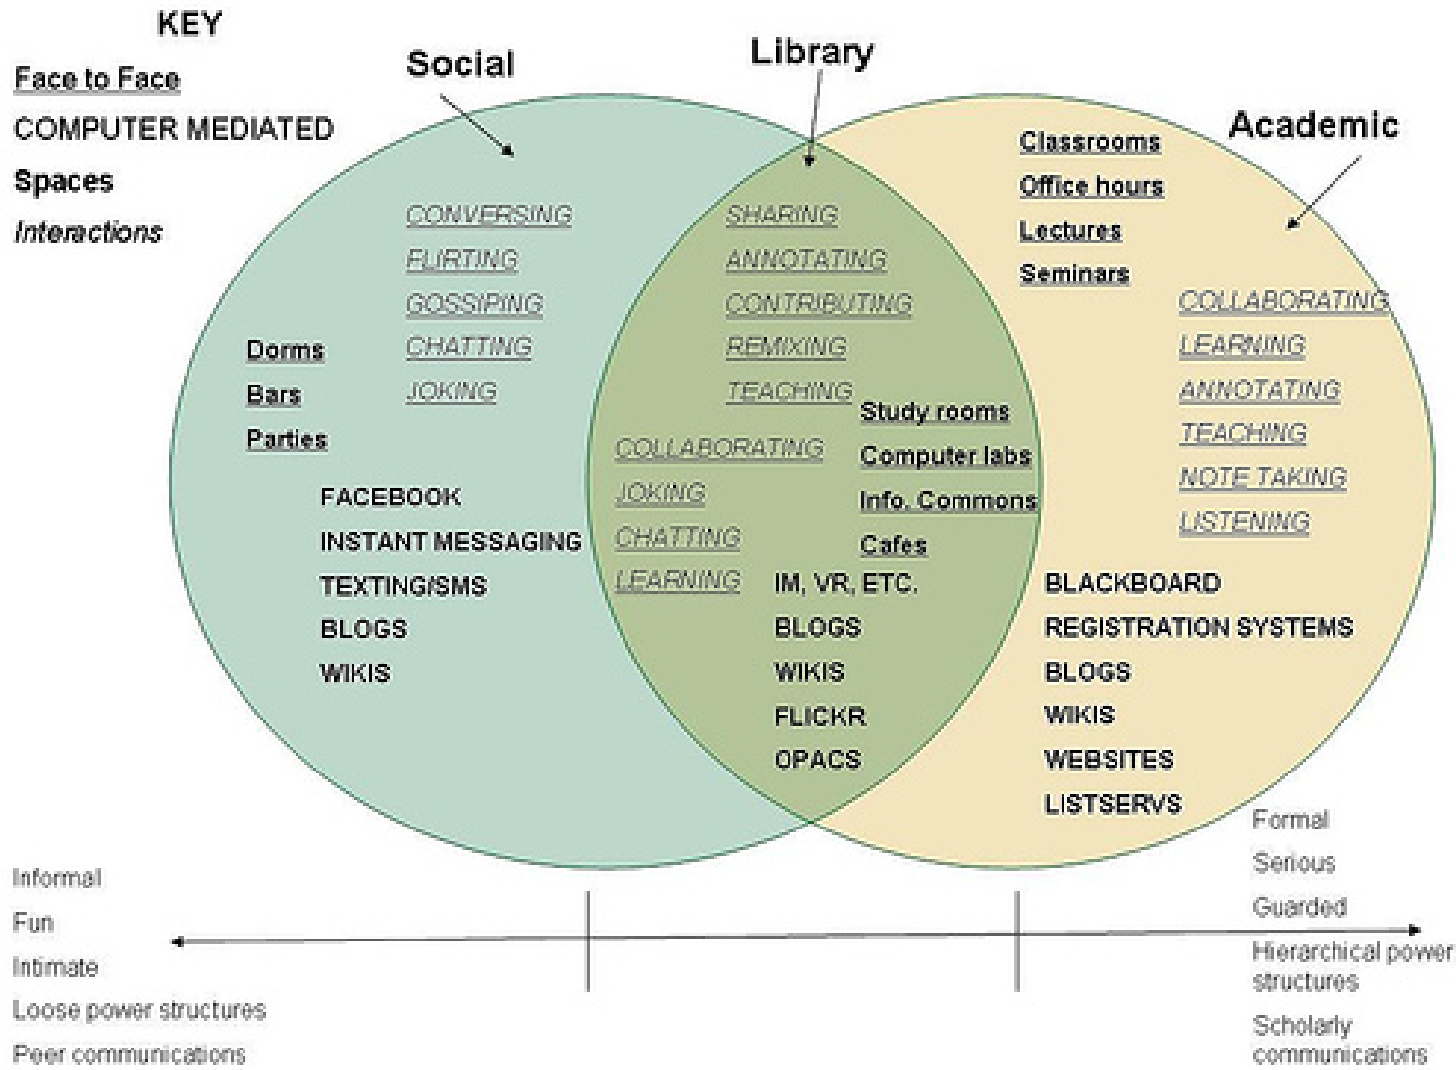 KEY
Face to Face
COMPUTER MEDIATED
Spaces
Interactions
Social
Library
Academic
CONVERSING
FLIRTING
GOSSIPING
CHATTING
JOKING
Dorms
Bars
Parties
FACEBOOK
INSTANT MESSAGING
TEXTING/SMS
BLOGS
WIKIS
SHARING
ANNOTATING
CONTRIBUTING
REMIXING
TEACHING
COLLABORATING
JOKING
CHATTING
LEARNING
Study rooms
Computer labs
Info. Commons
Cafes
IM, VR, ETC.
BLOGS
WIKIS
FLICKR
OPACS
Classrooms
Office hours
Lectures
Seminars
COLLABORATING
LEARNING
ANNOTATING
TEACHING
NOTE TAKING
LISTENING
BLACKBOARD
REGISTRATION SYSTEMS
BLOGS
WIKIS
WEBSITES
LISTSERVS
Informal
Fun
Intimate
Loose power structures
Peer communications
Formal
Serious
Guarded
Hierarchical power
structures
Scholarly
communications